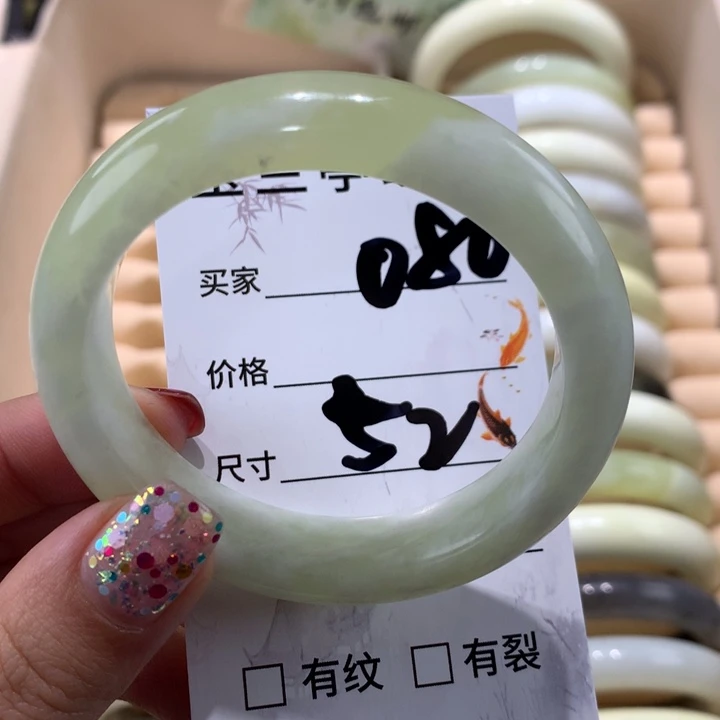 买家 080
价格
尺寸 52
有纹 有裂